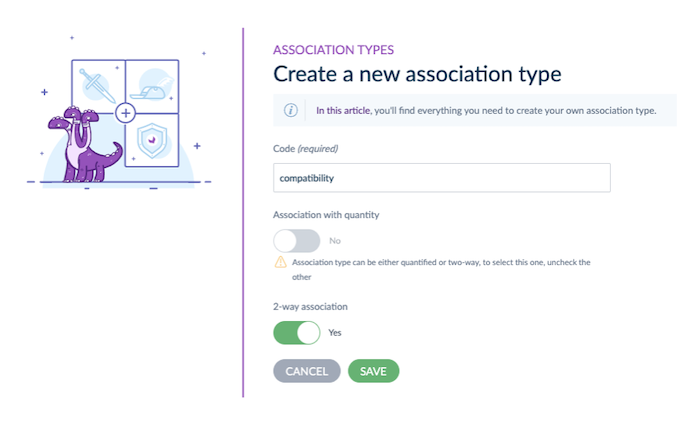 ASSOCIATION TYPES
Create a new association type
In this article, you'll find everything you need to create your own association type.
Code (required)
compatibility
Association with quantity
No
Association type can be either quantified or two-way, to select this one, uncheck the
other
2-way association
Yes
CANCEL SAVE